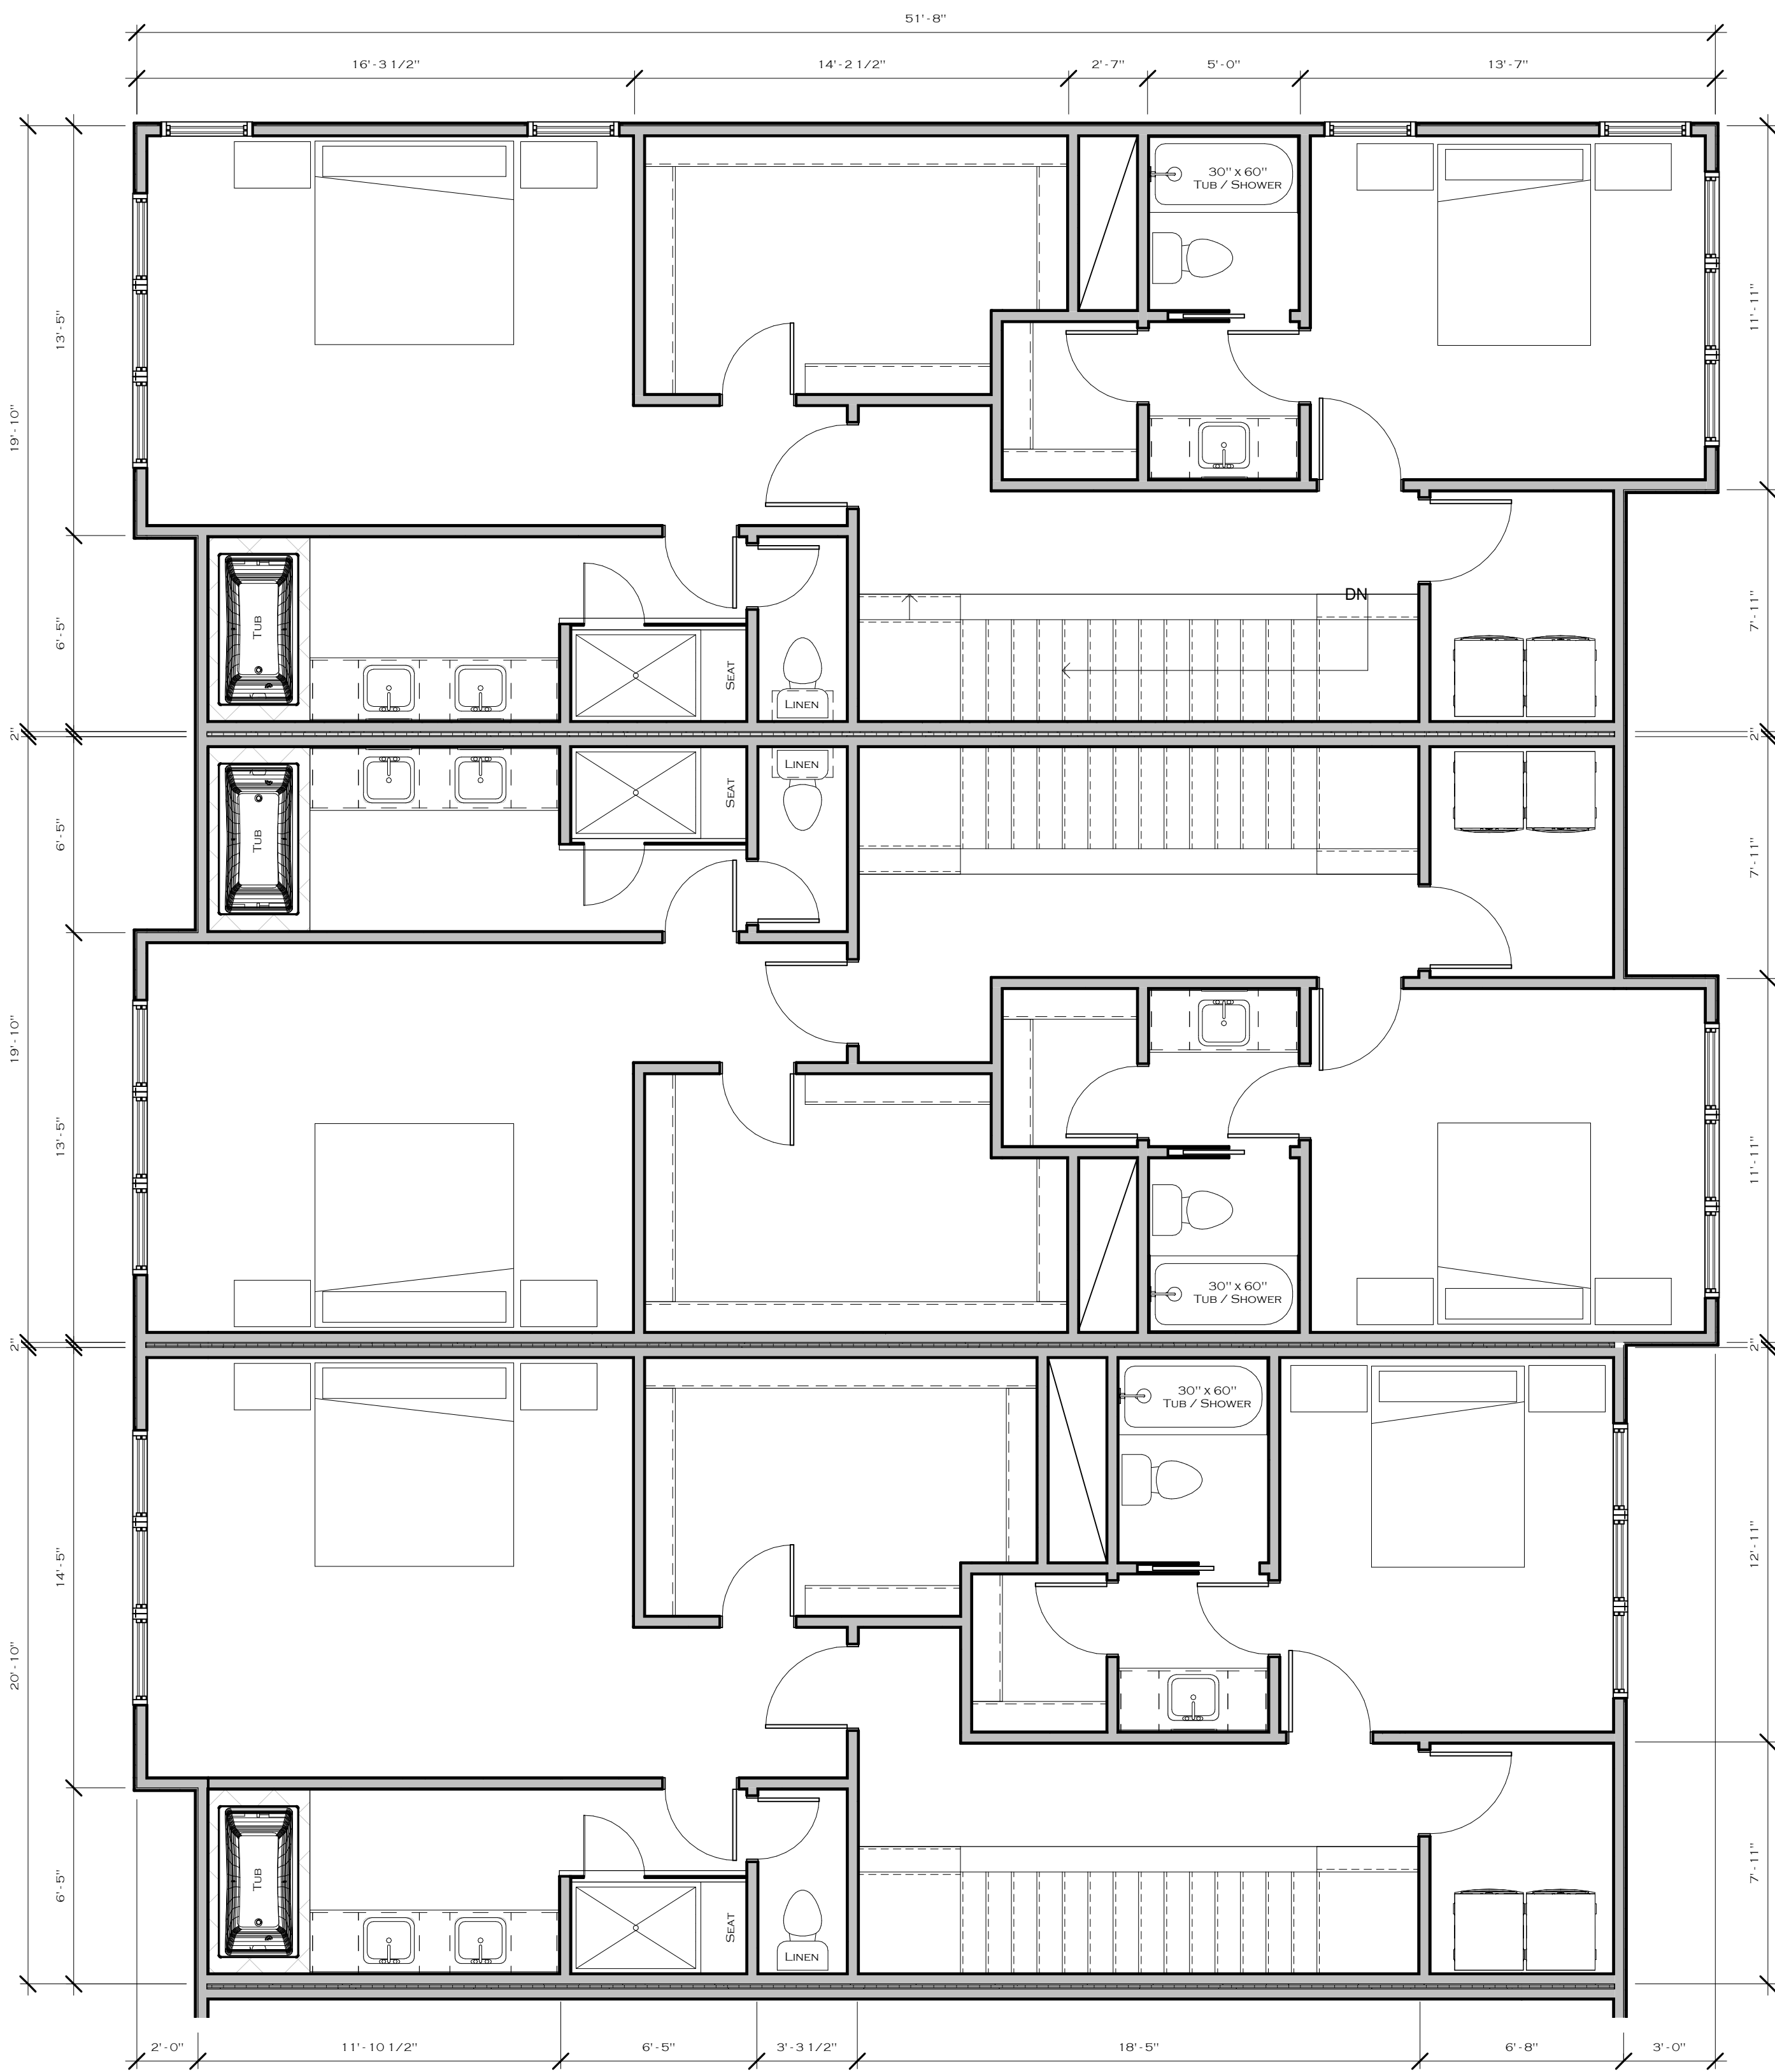 51'-8"
16'-3 1/2"
14'-2 1/2"
2'-7"
5'-0"
13'-7"
30" x 60"
TUB / SHOWER
19'-10"
13'-5"
11'-11"
DN
TUB
6'-5"
7'-11"
SEAT
LINEN
2"
2"
LINEN
SEAT
TUB
6'-5"
7'-11"
19'-10"
13'-5"
11'-11"
30" x 60"
TUB / SHOWER
2"
2"
30" x 60"
TUB / SHOWER
14'-5"
12'-11"
20'-10"
TUB
6'-5"
7'-11"
SEAT
LINEN
2'-0"
11'-10 1/2"
6'-5"
3'-3 1/2"
18'-5"
6'-8"
3'-0"